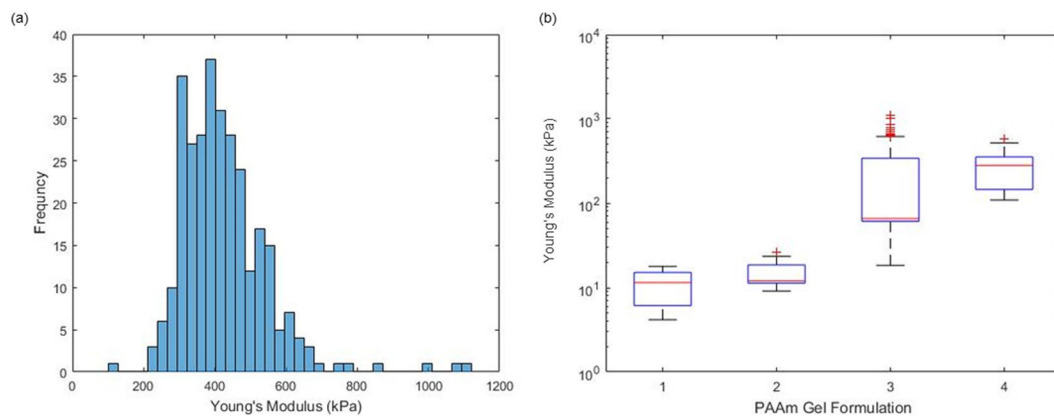 (a)
(b)
40
35
30
25
20
15
10
5
0
Frequncy
0 200 400 600 800 1000 1200
Young's Modulus (kPa)
10⁴
10³
10²
10¹
10⁰
Young's Modulus (kPa)
1 2 3 4
PAAm Gel Formulation